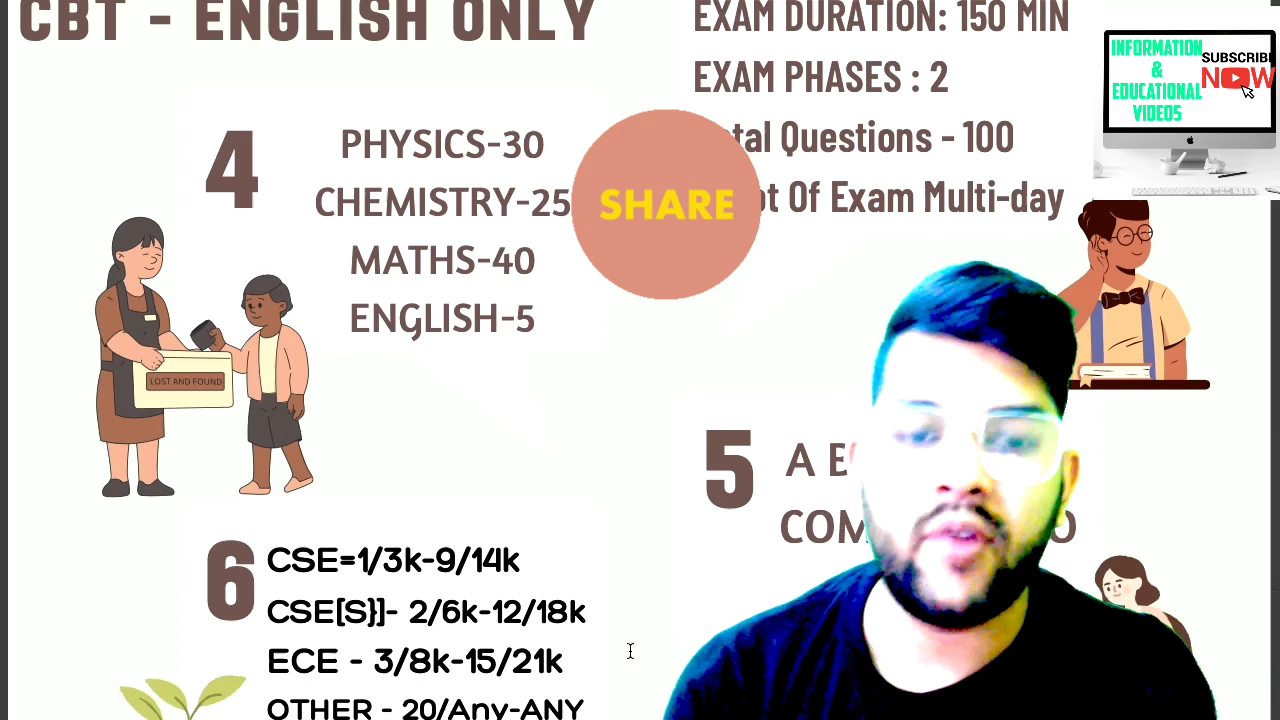 CBT - ENGLISH ONLY
EXAM DURATION: 150 MIN
EXAM PHASES : 2
Questions - 100
Of Exam Multi-day
INFORMATION
&
EDUCATIONAL
VIDEOS
SUBSCRIBE
NOW
SHARE
4
PHYSICS-30
CHEMISTRY-25
MATHS-40
ENGLISH-5
LOST AND FOUND
5
A
6
CSE=1/3k-9/14k
CSE[S}]- 2/6k-12/18k
ECE - 3/8k-15/21k
OTHER - 20/Any-ANY